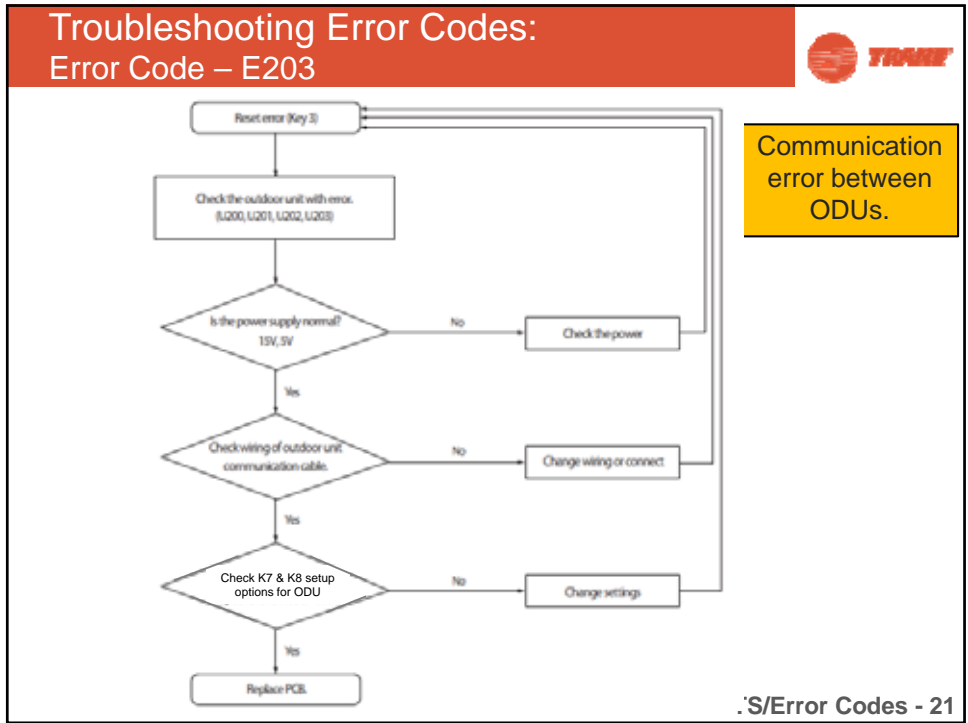 Troubleshooting Error Codes:
Error Code – E203
TRANE
Reset error (Key 3)
Communication
error between
ODUs.
Check the outdoor unit with error.
(U200, U201, U202, U203)
Is the power supply normal?
15V, 5V
No
Check the power
Yes
Check wiring of outdoor unit
communication cable.
No
Change wiring or connect
Yes
Check K7 & K8 setup
options for ODU
No
Change settings
Yes
Replace PCB.
S/Error Codes - 21